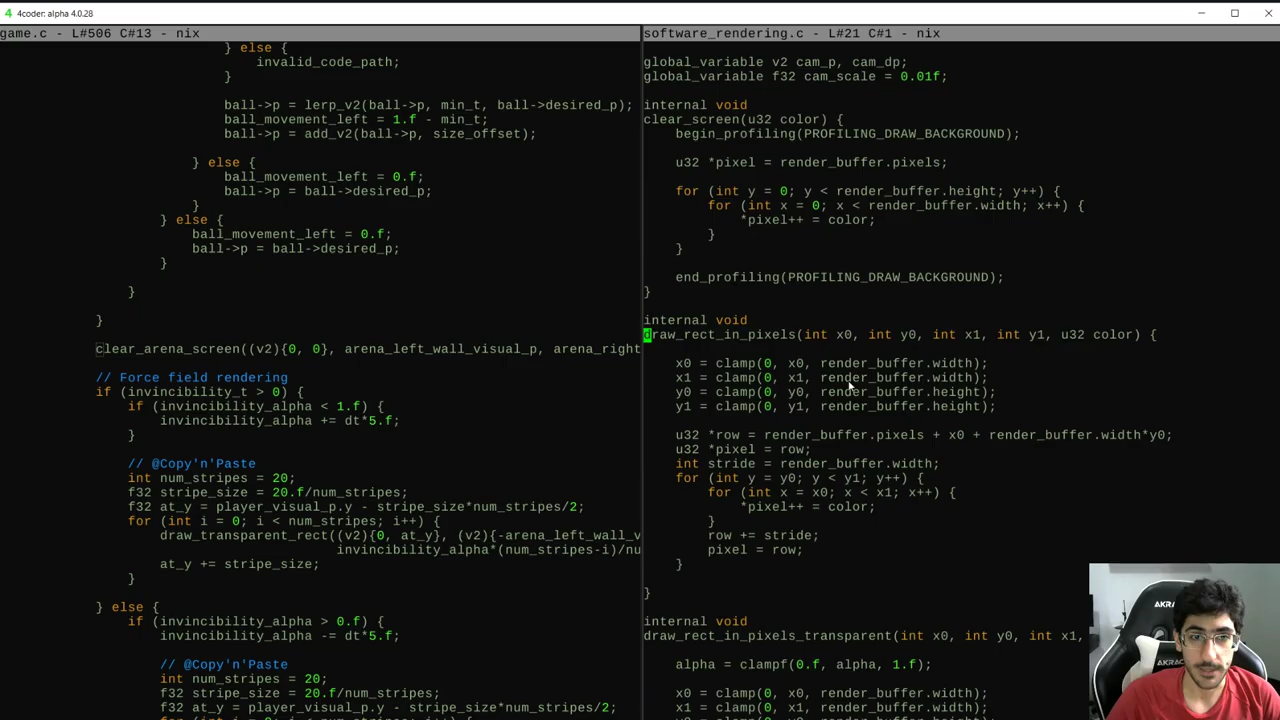 4coder: alpha 4.0.28
game.c - L#506 C#13 - nix
} else {
invalid_code_path;
}
ball->p = lerp_v2(ball->p, min_t, ball->desired_p);
ball_movement_left = 1.f - min_t;
ball->p = add_v2(ball->p, size_offset);
} else {
ball_movement_left = 0.f;
ball->p = ball->desired_p;
}
} else {
ball_movement_left = 0.f;
ball->p = ball->desired_p;
}
}
}
clear_arena_screen((v2){0, 0}, arena_left_wall_visual_p, arena_right
// Force field rendering
if (invincibility_t > 0) {
if (invincibility_alpha < 1.f) {
invincibility_alpha += dt*5.f;
}
// @Copy'n'Paste
int num_stripes = 20;
f32 stripe_size = 20.f/num_stripes;
f32 at_y = player_visual_p.y - stripe_size*num_stripes/2;
for (int i = 0; i < num_stripes; i++) {
draw_transparent_rect((v2){0, at_y}, (v2){-arena_left_wall_v
invincibility_alpha*(num_stripes-i)/nu
at_y += stripe_size;
}
} else {
if (invincibility_alpha > 0.f) {
invincibility_alpha -= dt*5.f;
// @Copy'n'Paste
int num_stripes = 20;
f32 stripe_size = 20.f/num_stripes;
f32 at_y = player_visual_p.y - stripe_size*num_stripes/2;
software_rendering.c - L#21 C#1 - nix
global_variable v2 cam_p, cam_dp;
global_variable f32 cam_scale = 0.01f;
internal void
clear_screen(u32 color) {
begin_profiling(PROFILING_DRAW_BACKGROUND);
u32 *pixel = render_buffer.pixels;
for (int y = 0; y < render_buffer.height; y++) {
for (int x = 0; x < render_buffer.width; x++) {
*pixel++ = color;
}
}
end_profiling(PROFILING_DRAW_BACKGROUND);
}
internal void
draw_rect_in_pixels(int x0, int y0, int x1, int y1, u32 color) {
x0 = clamp(0, x0, render_buffer.width);
x1 = clamp(0, x1, render_buffer.width);
y0 = clamp(0, y0, render_buffer.height);
y1 = clamp(0, y1, render_buffer.height);
u32 *row = render_buffer.pixels + x0 + render_buffer.width*y0;
u32 *pixel = row;
int stride = render_buffer.width;
for (int y = y0; y < y1; y++) {
for (int x = x0; x < x1; x++) {
*pixel++ = color;
}
row += stride;
pixel = row;
}
}
internal void
draw_rect_in_pixels_transparent(int x0, int y0, int x1,
alpha = clampf(0.f, alpha, 1.f);
x0 = clamp(0, x0, render_buffer.width);
x1 = clamp(0, x1, render_buffer.width);